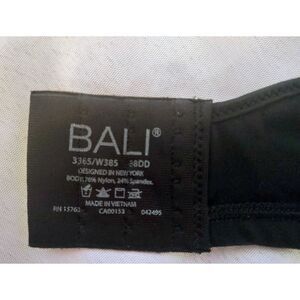 BALI®
3365/W385 38DD
DESIGNED IN NEW YORK
BODY: 76% Nylon, 24% Spandex.
MADE IN VIETNAM
RN 15763 CA00153 042495